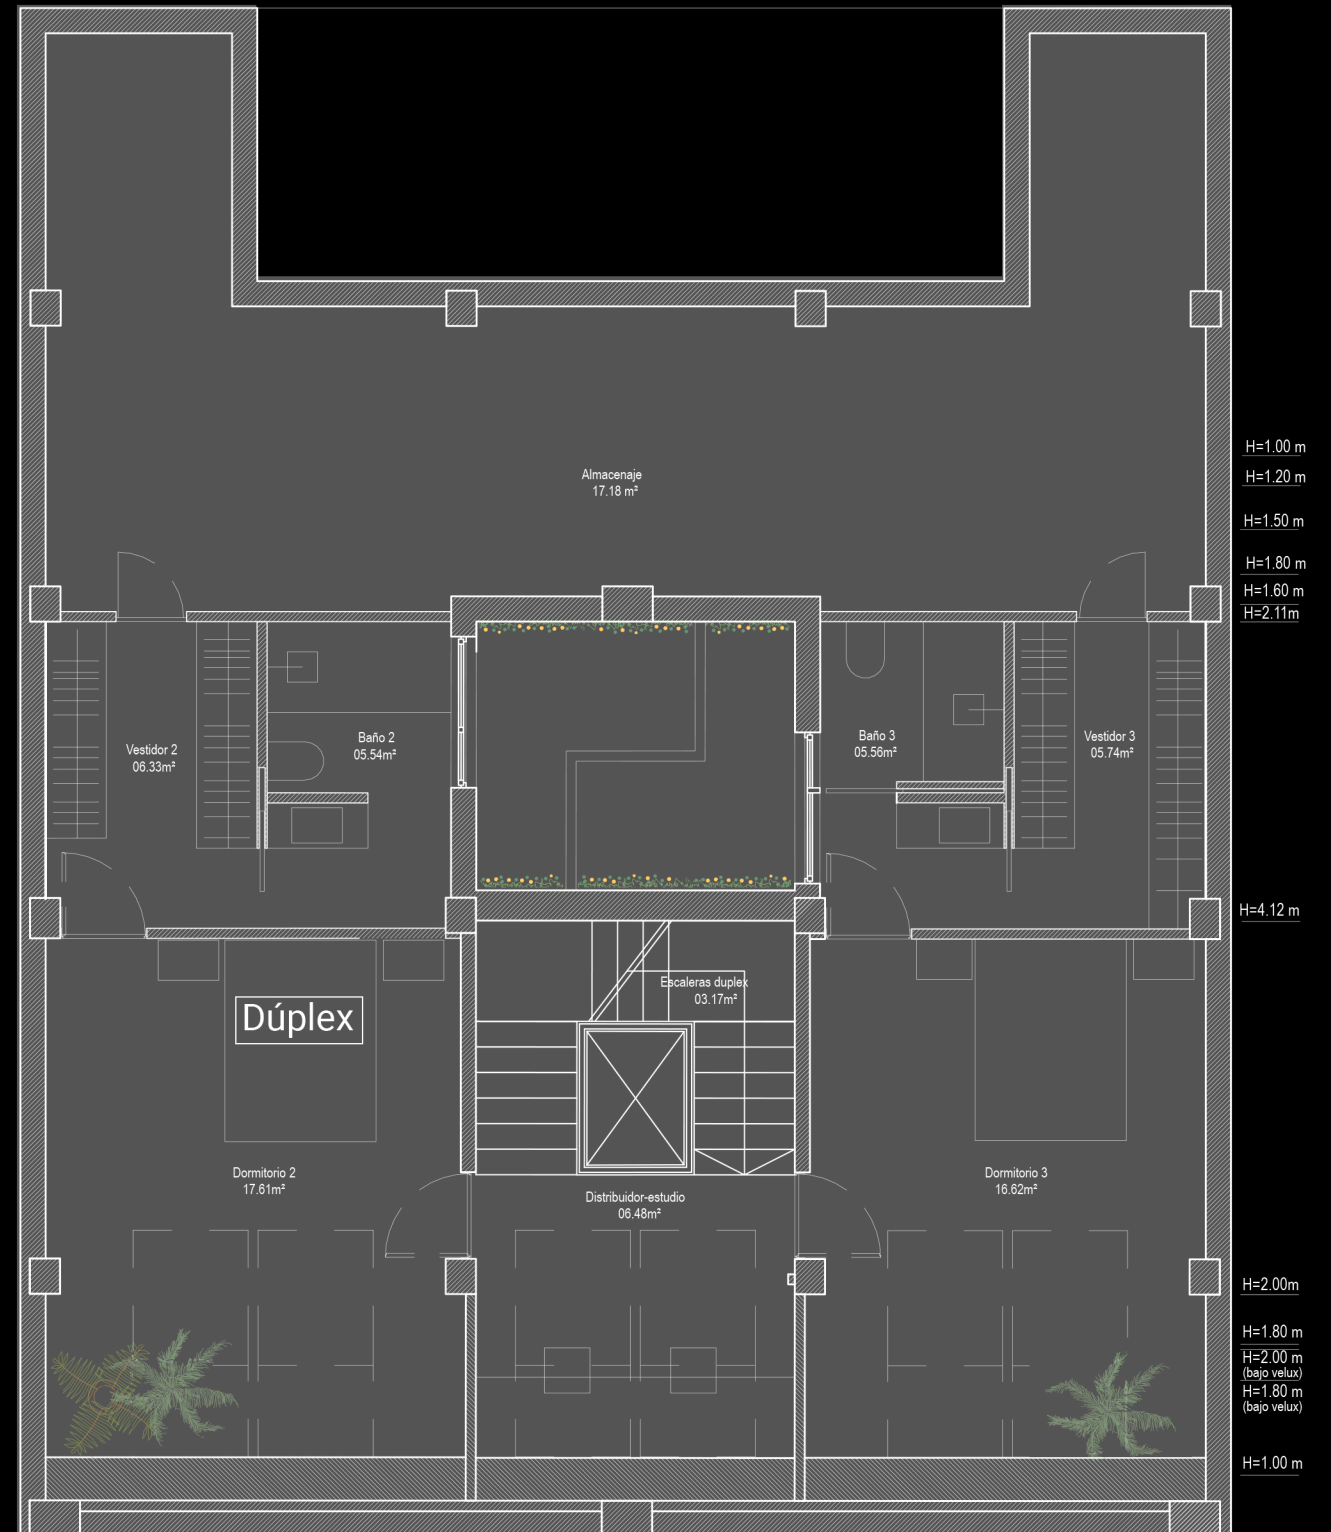 H=1.00 m
H=1.20 m
Almacenaje
17.18 m²
H=1.50 m
H=1.80 m
H=1.60 m
H=2.11m
Vestidor 2
06.33m²
Baño 2
05.54m²
Baño 3
05.56m²
Vestidor 3
05.74m²
H=4.12 m
Escaleras duplex
03.17m²
Dúplex
Dormitorio 2
17.61m²
Distribuidor-estudio
06.48m²
Dormitorio 3
16.62m²
H=2.00m
H=1.80 m
H=2.00 m
(bajo velux)
H=1.80 m
(bajo velux)
H=1.00 m